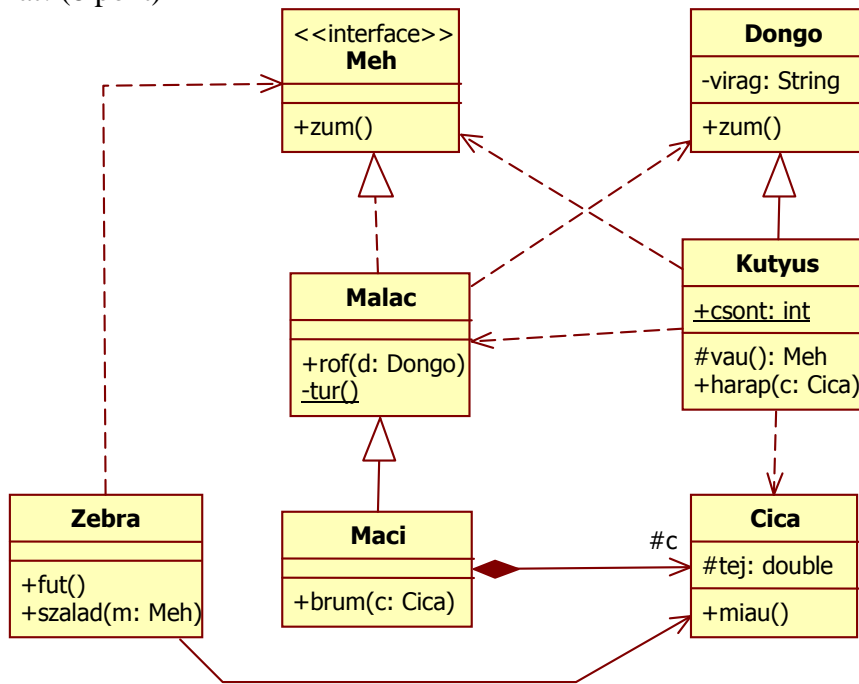 <<interface>>
Meh
+zum()
Dongo
-virag: String
+zum()
Malac
+rof(d: Dongo)
-tur()
Kutyus
+csont: int
#vau(): Meh
+harap(c: Cica)
Zebra
+fut()
+szalad(m: Meh)
Maci
+brum(c: Cica)
#c
Cica
#tej: double
+miau()